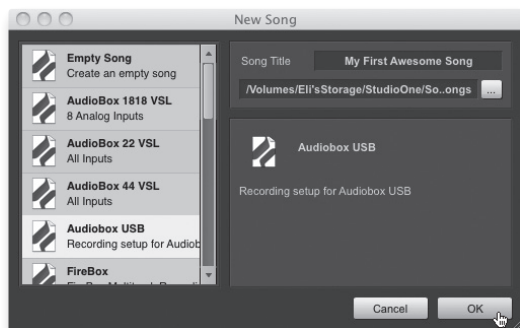 New Song
Empty Song
Create an empty song
AudioBox 1818 VSL
8 Analog Inputs
AudioBox 22 VSL
All Inputs
AudioBox 44 VSL
All Inputs
Audiobox USB
Recording setup for Audiob
FireBox
Song Title
My First Awesome Song
/Volumes/Eli'sStorage/StudioOne/So..ongs
...
Audiobox USB
Recording setup for Audiobox USB
Cancel
OK